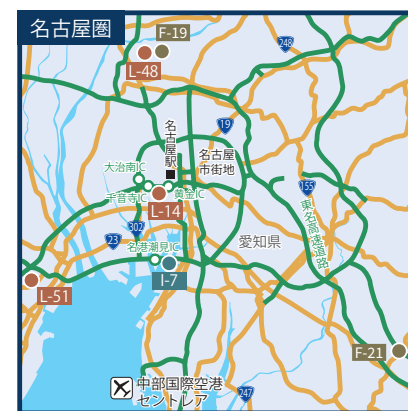 名古屋圏
F-19
L-48
248
19
名古屋駅
名古屋
市街地
大治南IC
千音寺IC
黄金IC
L-14
155
東名高速道路
302
23
名港潮見IC
愛知県
I-7
L-51
F-21
中部国際空港
セントレア
247